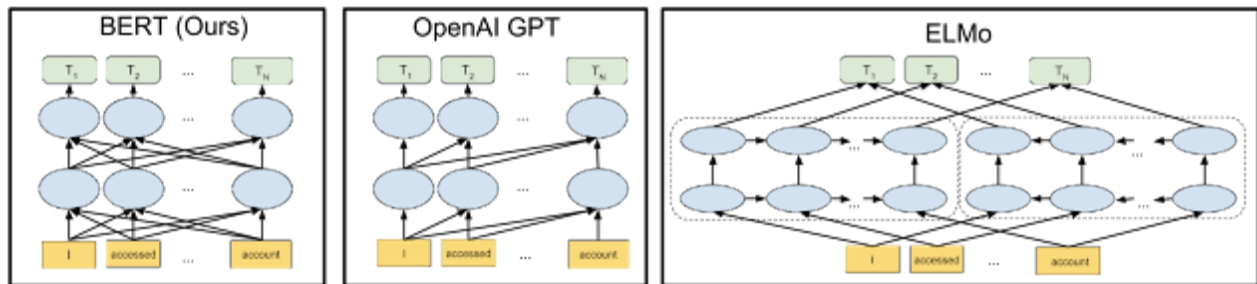 BERT (Ours)
T1 T2 ... TN
...
...
I accessed ... account
OpenAI GPT
T1 T2 ... TN
...
...
I accessed ... account
ELMo
T1 T2 ... TN
... ...
... ...
I accessed ... account